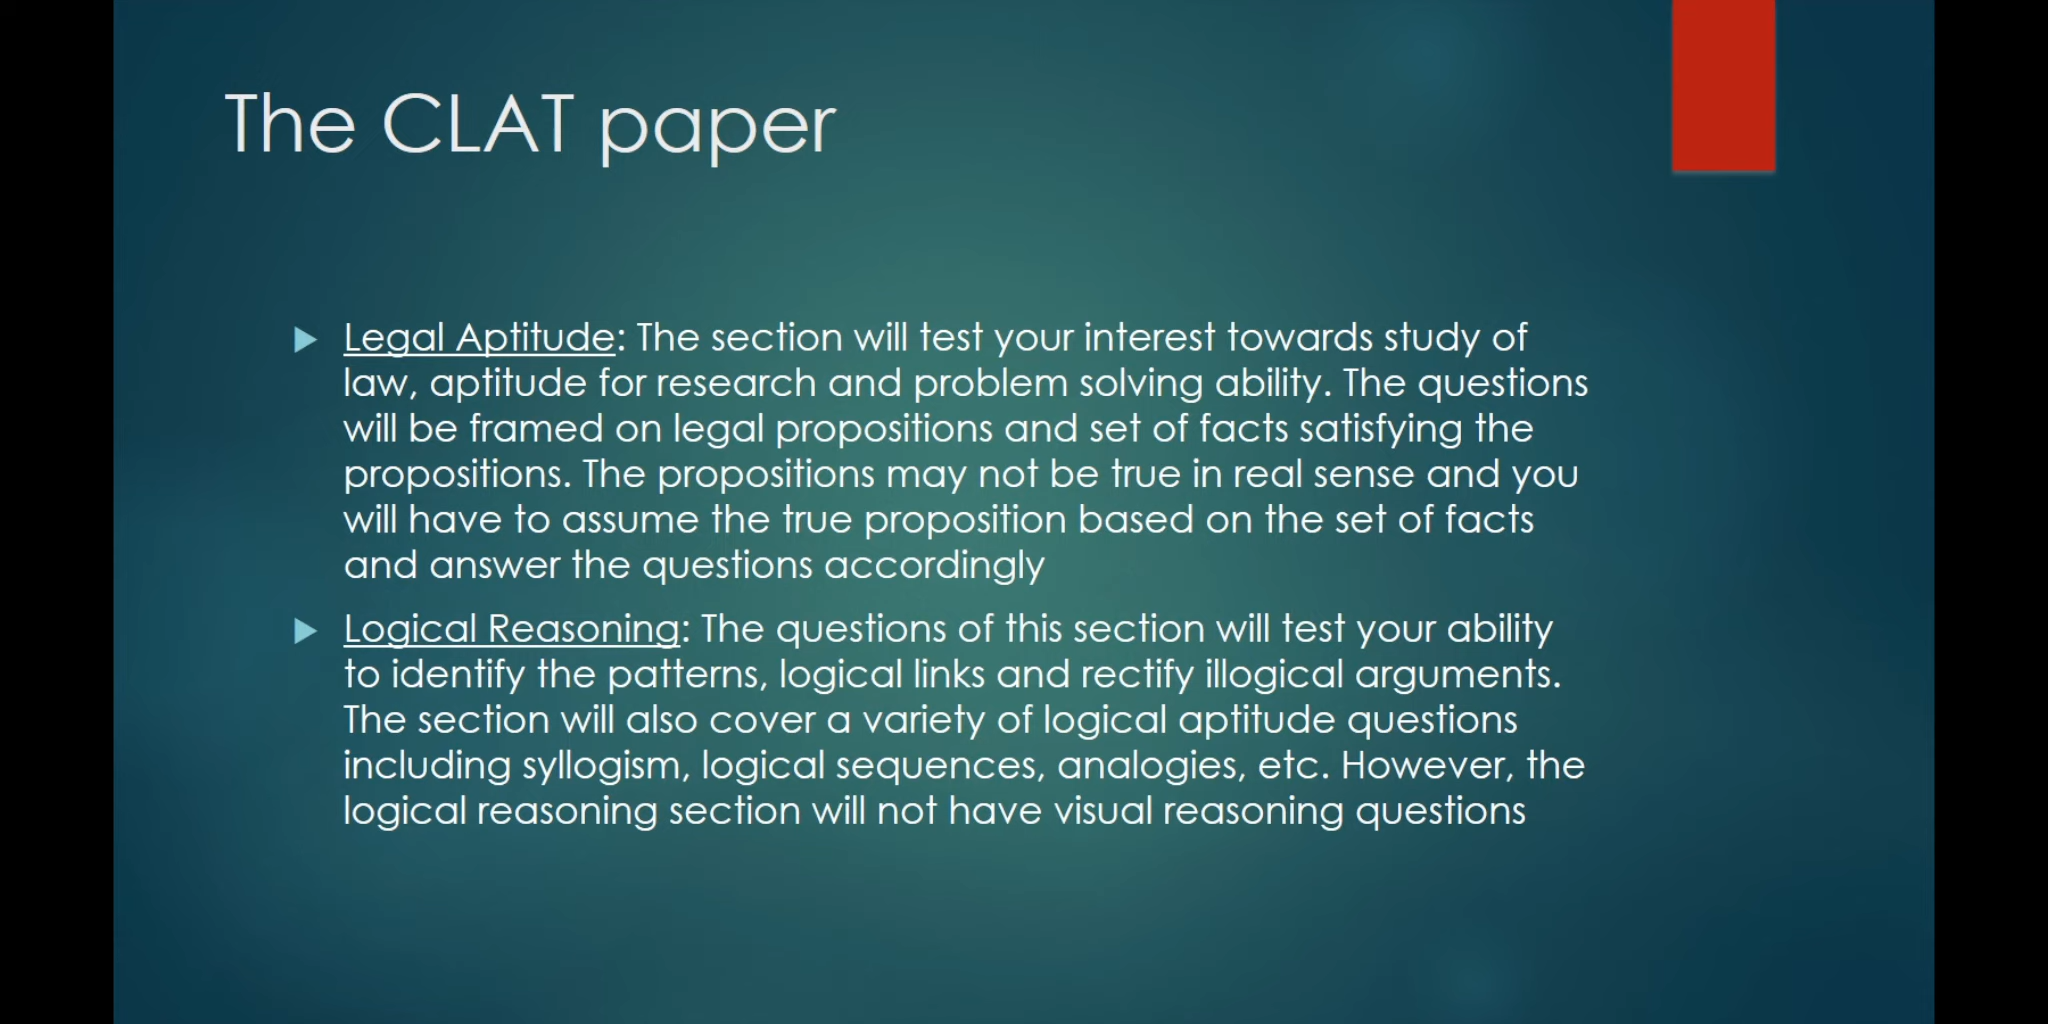 The CLAT paper
Legal Aptitude: The section will test your interest towards study of
law, aptitude for research and problem solving ability. The questions
will be framed on legal propositions and set of facts satisfying the
propositions. The propositions may not be true in real sense and you
will have to assume the true proposition based on the set of facts
and answer the questions accordingly
Logical Reasoning: The questions of this section will test your ability
to identify the patterns, logical links and rectify illogical arguments.
The section will also cover a variety of logical aptitude questions
including syllogism, logical sequences, analogies, etc. However, the
logical reasoning section will not have visual reasoning questions